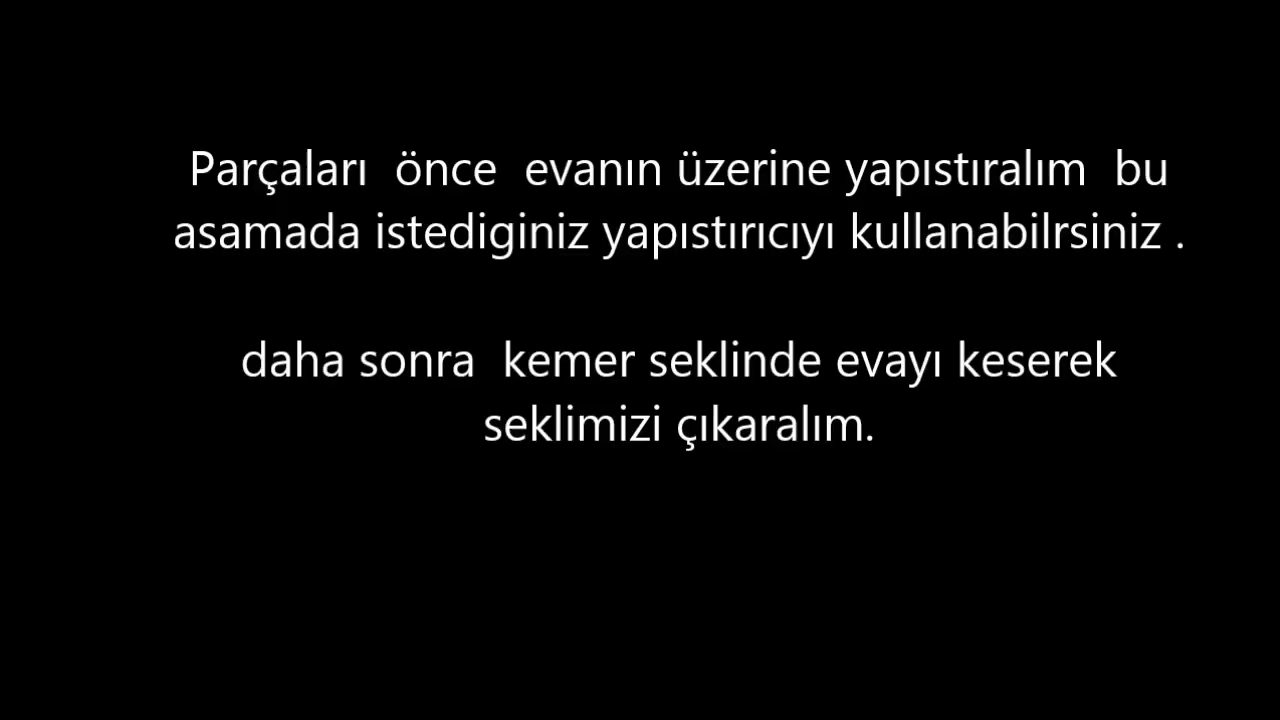 Parçaları önce evanın üzerine yapıstıralım bu
asamada istediginiz yapıstırıcıyı kullanabilrsiniz .
daha sonra kemer seklinde evayı keserek
seklimizi çıkaralım.